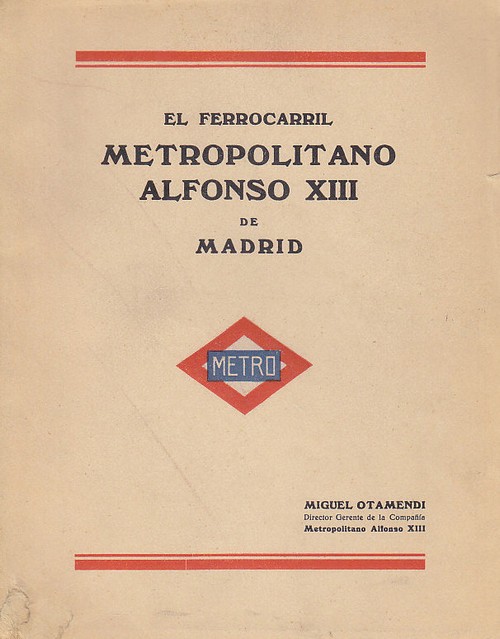 EL FERROCARRIL
METROPOLITANO
ALFONSO XIII
DE
MADRID
METRO
MIGUEL OTAMENDI
Director Gerente de la Compañía
Metropolitano Alfonso XIII